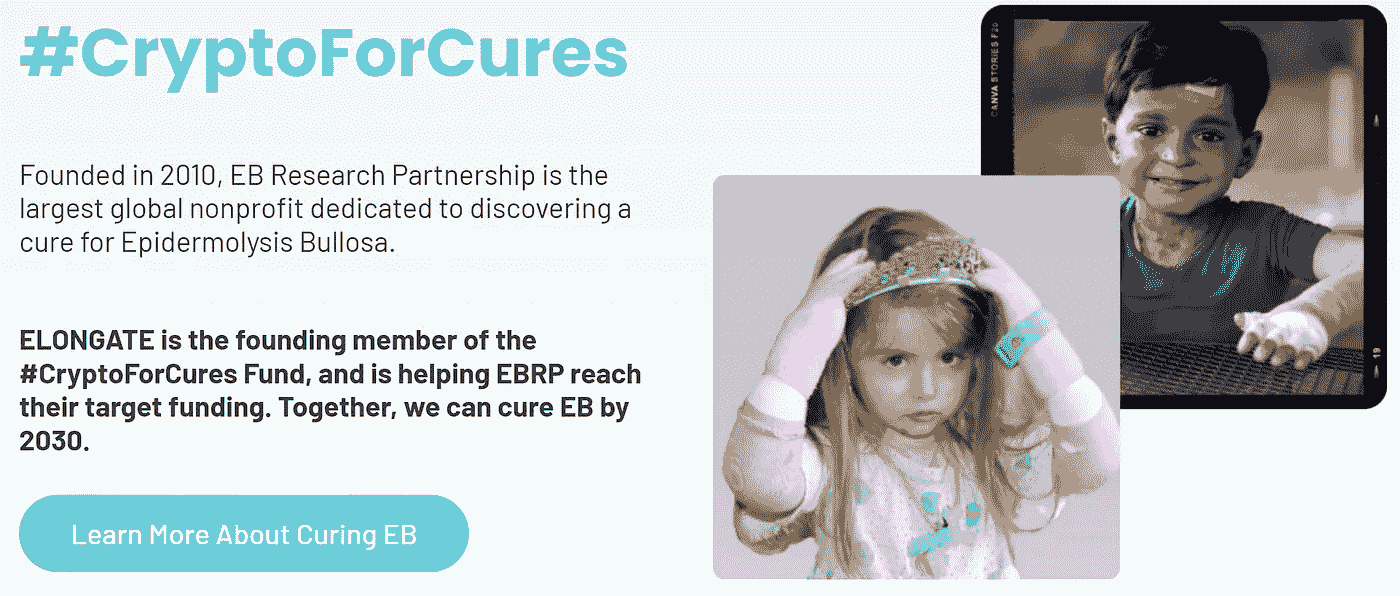 #CryptoForCures
Founded in 2010, EB Research Partnership is the
largest global nonprofit dedicated to discovering a
cure for Epidermolysis Bullosa.
ELONGATE is the founding member of the
#CryptoForCures Fund, and is helping EBRP reach
their target funding. Together, we can cure EB by
2030.
Learn More About Curing EB
CANVA STORIES F20
19